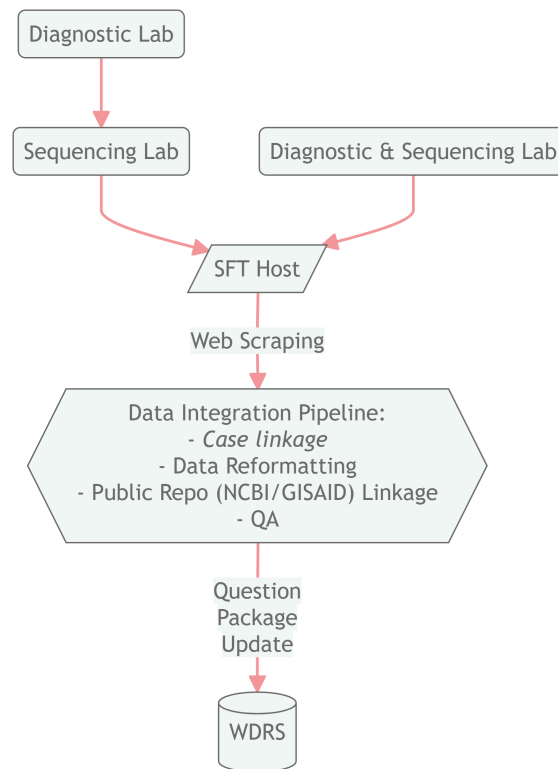 Diagnostic Lab
Sequencing Lab
Diagnostic & Sequencing Lab
SFT Host
Web Scraping
Data Integration Pipeline:
- Case linkage
- Data Reformatting
- Public Repo (NCBI/GISAID) Linkage
- QA
Question
Package
Update
WDRS